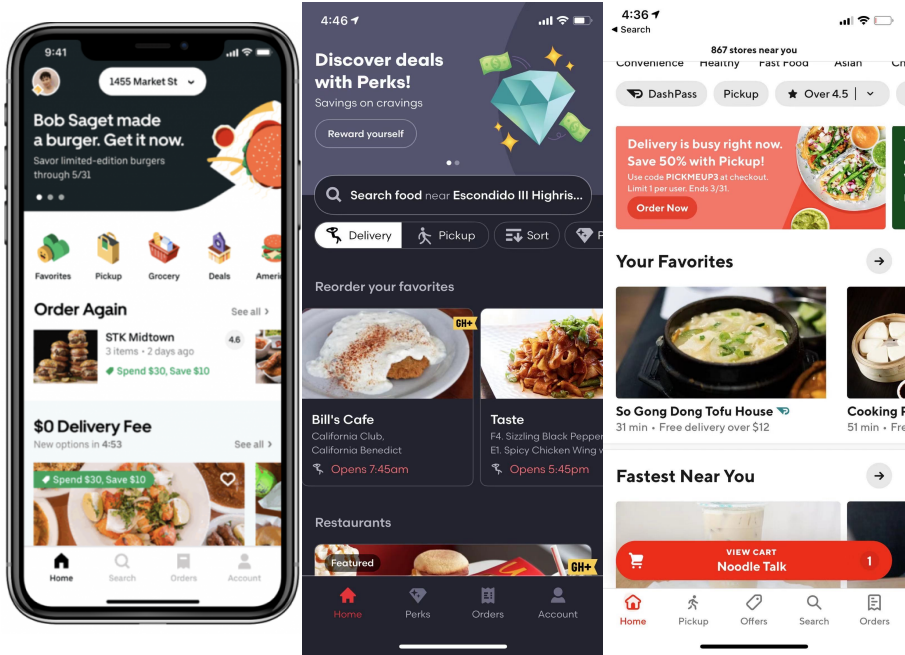 9:41
1455 Market St
Bob Saget made
a burger. Get it now.
Savor limited-edition burgers
through 5/31
Favorites
Pickup
Grocery
Deals
Ameri
Order Again
See all
STK Midtown
3 items • 2 days ago
4.6
Spend $30, Save $10
$0 Delivery Fee
New options in 4:53
See all
Spend $30, Save $10
Home
Search
Orders
Account
4:46
Discover deals
with Perks!
Savings on cravings
Reward yourself
Search food near Escondido III Highris...
Delivery
Pickup
Sort
P
Reorder your favorites
GH+
Bill's Cafe
California Club,
California Benedict
Opens 7:45am
Taste
F4. Sizzling Black Pepper
E1. Spicy Chicken Wing w
Opens 5:45pm
Restaurants
Featured
GH+
Home
Perks
Orders
Account
4:36
Search
867 stores near you
Convenience
Healthy
Fast Food
Asian
Ch
DashPass
Pickup
Over 4.5
Delivery is busy right now.
Save 50% with Pickup!
Use code PICKMEUP3 at checkout.
Limit 1 per user. Ends 3/31.
Order Now
Your Favorites
So Gong Dong Tofu House
31 min • Free delivery over $12
Cooking P
51 min • Fre
Fastest Near You
VIEW CART
Noodle Talk
1
Home
Pickup
Offers
Search
Orders